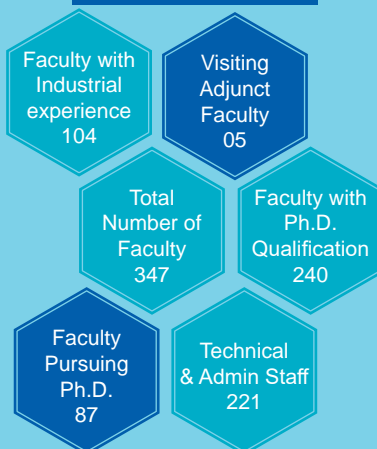 Faculty with
Industrial
experience
104
Visiting
Adjunct
Faculty
05
Total
Number of
Faculty
347
Faculty with
Ph.D.
Qualification
240
Faculty
Pursuing
Ph.D.
87
Technical
& Admin Staff
221